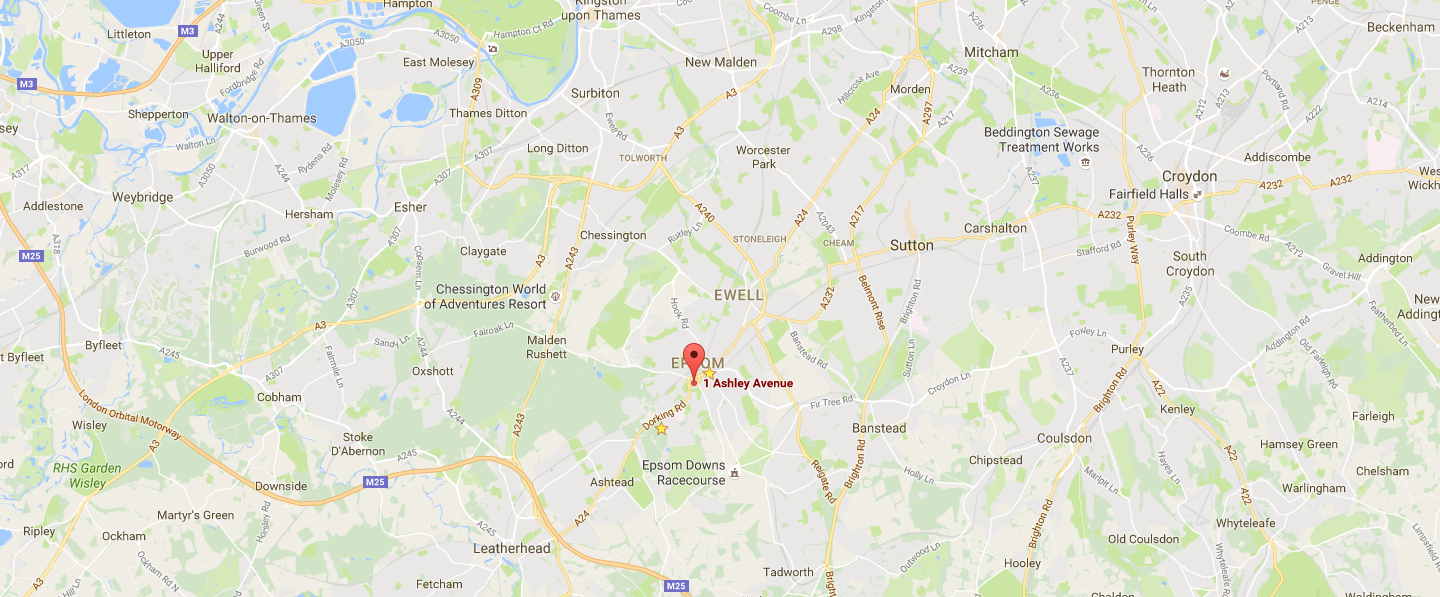 Hampton
Kingston
upon Thames
Coombe Ln
Kingston
PENGE
Littleton
M3
A244
Green St
A3050
A3050
Hampton Ct Rd
A298
A236
Beckenham
Upper
Halliford
East Molesey
New Malden
Mitcham
Fordbridge Rd
M3
A309
Surbiton
A3
Hillcross Ave
A24
Morden
A239
A236
Thornton
Heath
A212
A213
Portland Rd
A222
A214
Shepperton
Walton-on-Thames
Thames Ditton
Ewell Rd
A3
A297
A217
Beddington Sewage
Treatment Works
sey
Walton Ln
Rydens Rd
A307
Long Ditton
TOLWORTH
Worcester
Park
A236
Addiscombe
A317
A3050
A244
Molesey Rd
A307
A237
Croydon
A232
A232
Wes
Wickh
Weybridge
Fairfield Halls
Addlestone
Hersham
Esher
A240
A24
A2043
A217
A232
Purley Way
A318
Burwood Rd
A307
Claygate
Chessington
Ruxley Ln
STONELEIGH
CHEAM
Sutton
Carshalton
Stafford Rd
Coombe Rd
A212
M25
Copsem Ln
A3
A243
South
Croydon
Gravel Hill
Addington
Chessington World
of Adventures Resort
Hook Rd
EWELL
A232
Belmont Rise
Brighton Rd
A235
Featherbed Ln
New
Addingt
A307
A3
Fairoak Ln
Malden
Rushett
Banstead Rd
Foxley Ln
Addington Rd
Old Farleigh Rd
t Byfleet
Byfleet
A245
Sandy Ln
Fairmile Ln
A244
Oxshott
EPSOM
1 Ashley Avenue
Sutton Ln
Croydon Ln
A237
Purley
Brighton Rd
A22
London Orbital Motorway
Cobham
A244
A243
Dorking Rd
Fir Tree Rd
Banstead
Kenley
Farleigh
Wisley
A3
Stoke
D'Abernon
A245
Coulsdon
A22
Hamsey Green
ord
RHS Garden
Wisley
M25
Epsom Downs
Racecourse
Reigate Rd
Brighton Rd
Holly Ln
Chipstead
Marlpit Ln
Hayes Ln
Chelsham
Downside
Ashtead
A22
Warlingham
Martyr's Green
Horsley Rd
A245
A24
Brighton Rd
Whyteleafe
Ripley
Ockham
Leatherhead
Outwood Ln
Old Coulsdon
Limpsfield Rd
Ockham Rd N
Hooley
Whyteleafe Rd
A3
Hill Ln
Fetcham
M25
Tadworth
Bright
Chaldon
Woldingham